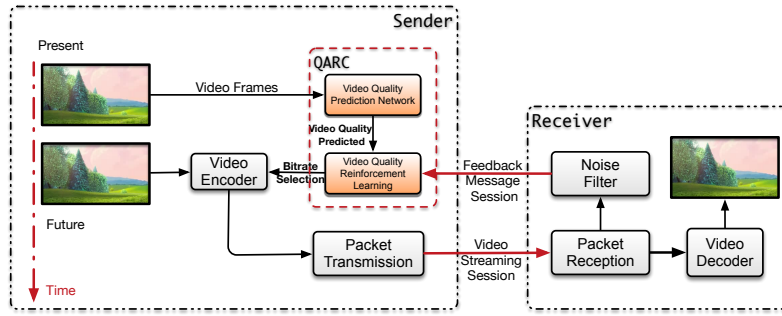 Sender
Present
QARC
Video Frames
Video Quality
Prediction Network
Video Quality
Predicted
Receiver
Video
Encoder
Bitrate
Selection
Video Quality
Reinforcement
Learning
Feedback
Message
Session
Noise
Filter
Future
Packet
Transmission
Video
Streaming
Session
Packet
Reception
Video
Decoder
Time